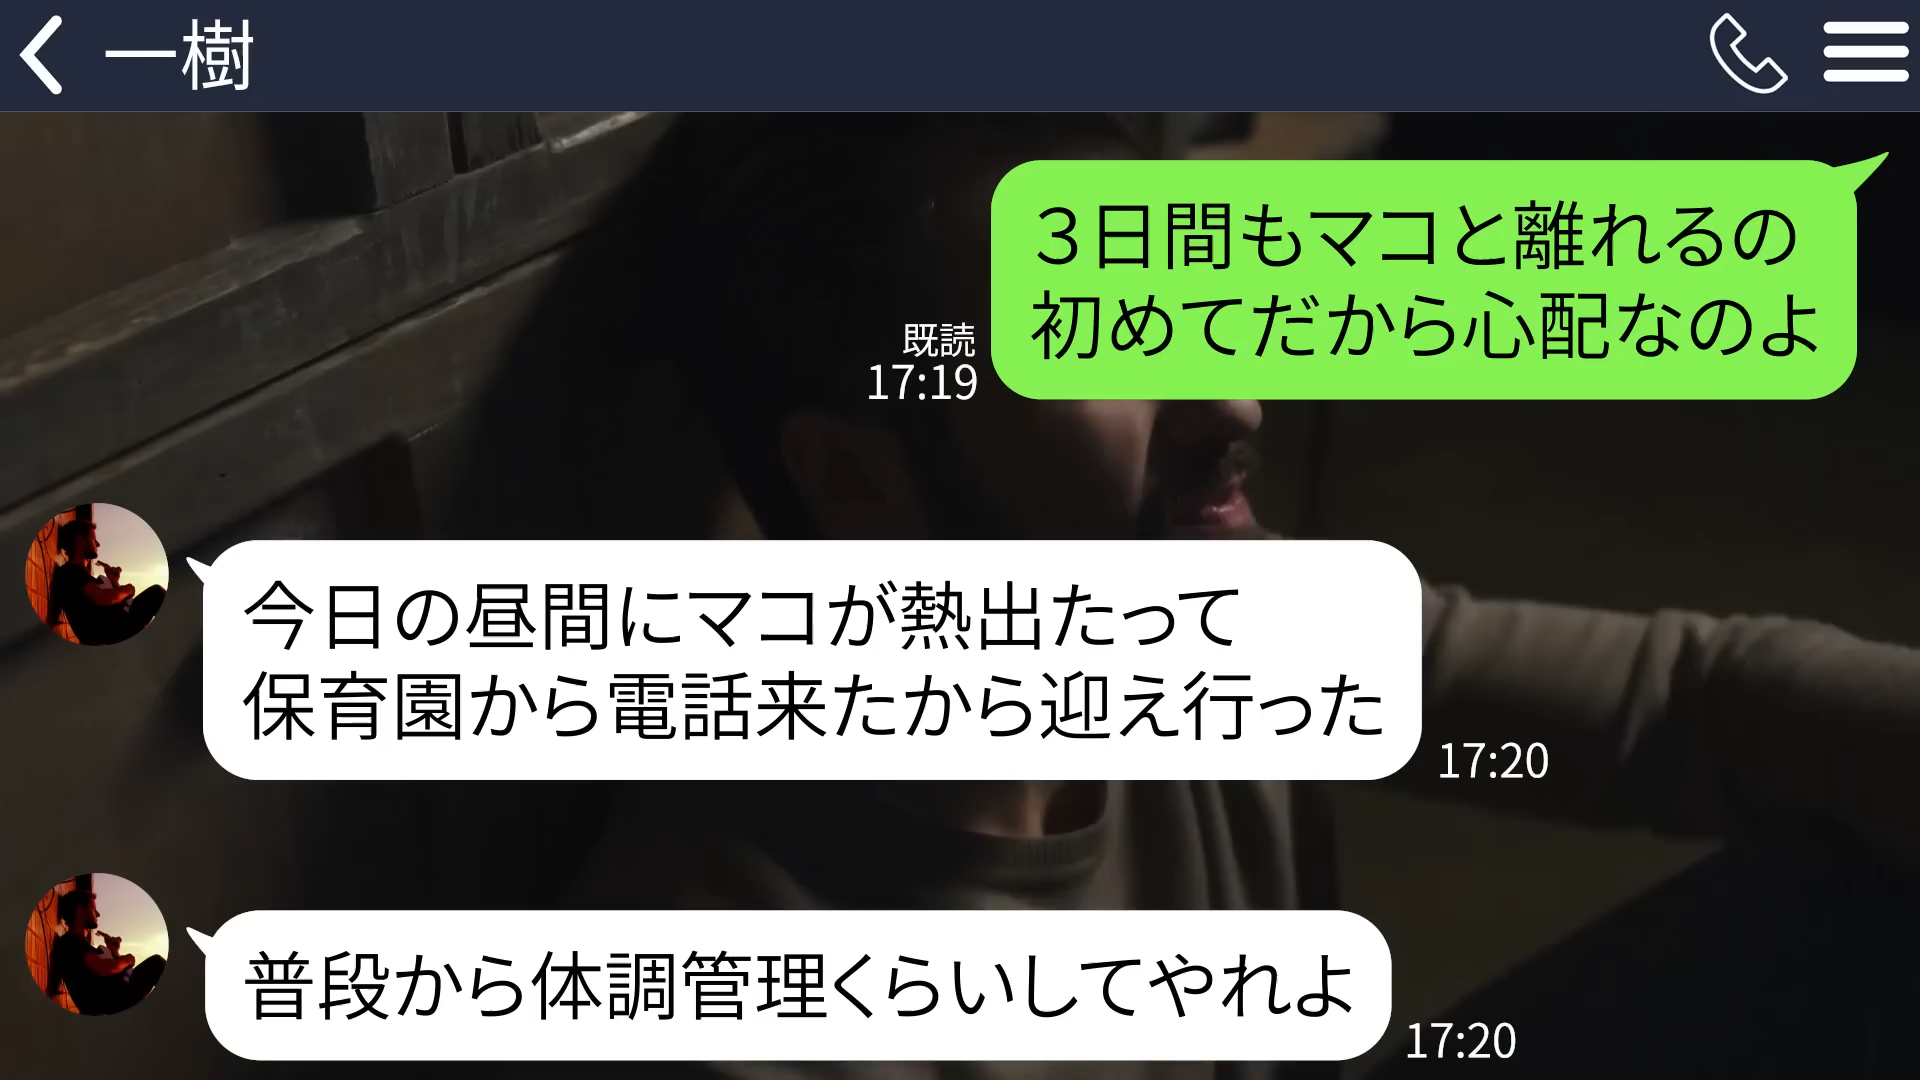 一樹
３日間もマコと離れるの
初めてだから心配なのよ
既読
17:19
今日の昼間にマコが熱出たって
保育園から電話来たから迎え行った
17:20
普段から体調管理くらいしてやれよ
17:20